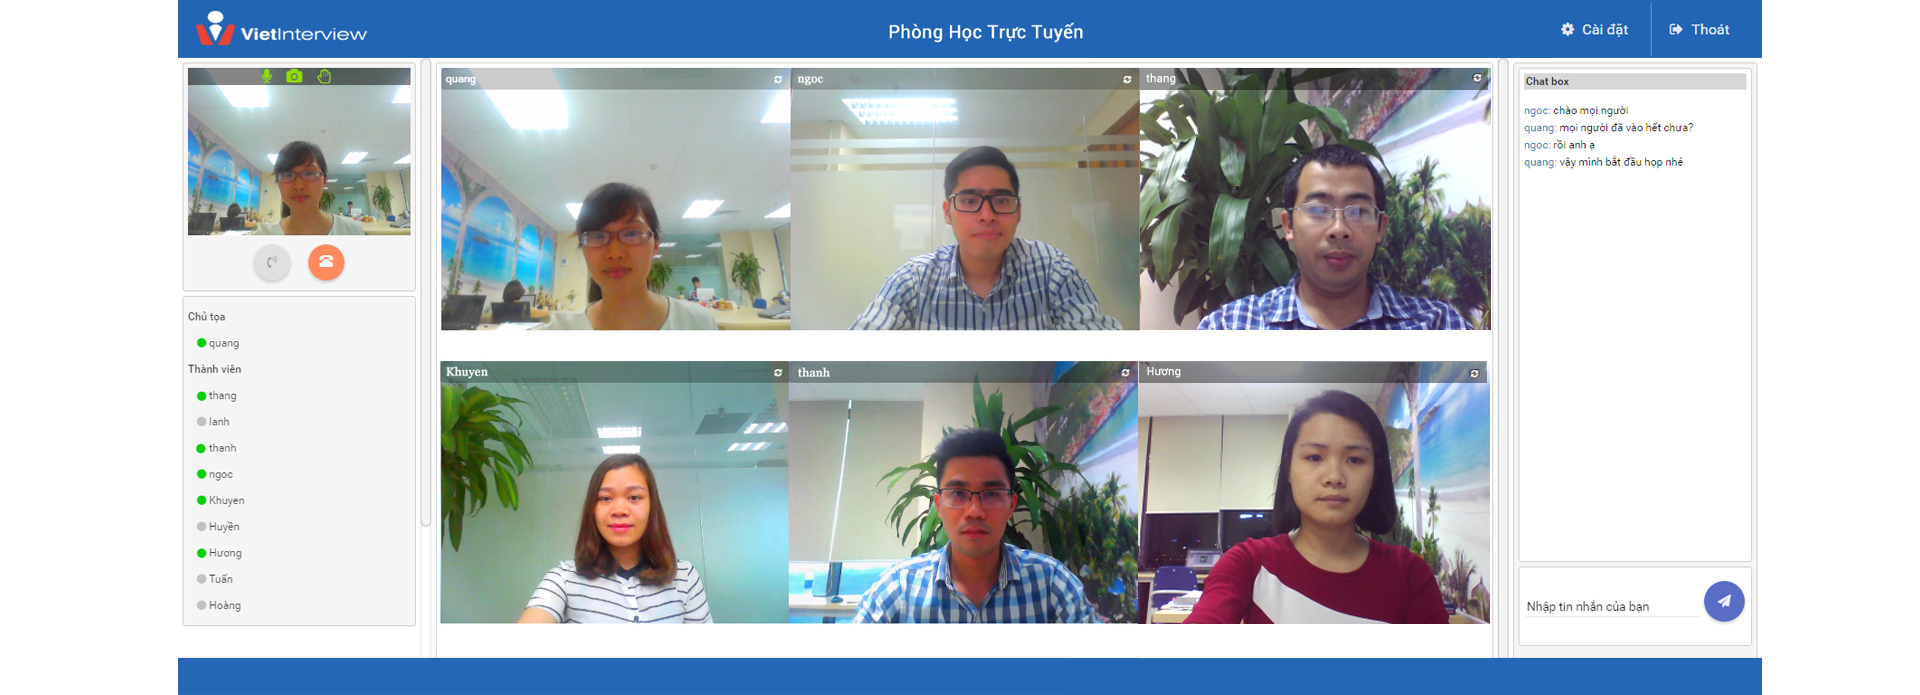 VietInterview
Phòng Học Trực Tuyến
Cài đặt
Thoát
quang
ngoc
thang
Khuyen
thanh
Hương
Chủ tọa
quang
Thành viên
thang
lanh
thanh
ngoc
Khuyen
Huyền
Hương
Tuấn
Hoàng
Chat box
ngoc: chào mọi người
quang: mọi người đã vào hết chưa?
ngoc: rồi anh ạ
quang: vậy mình bắt đầu họp nhé
Nhập tin nhắn của bạn